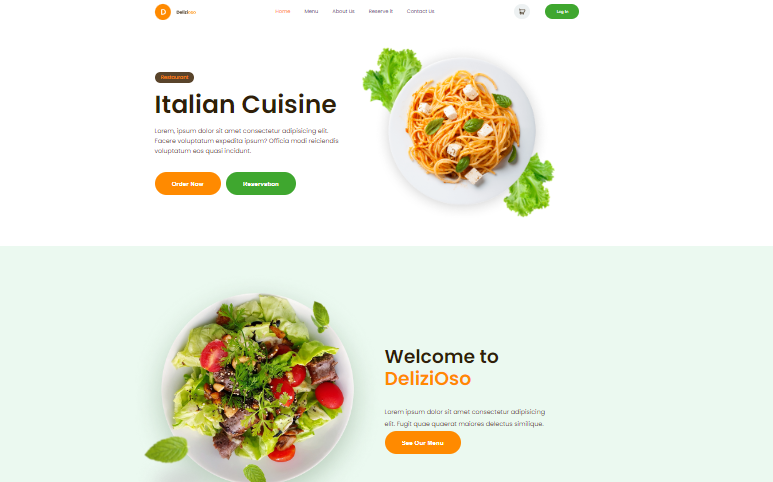 D Delizioso Home Menu About Us Reserve It Contact Us Log In
Restaurant
Italian Cuisine
Lorem, ipsum dolor sit amet consectetur adipisicing elit.
Facere voluptatum expedita ipsum? Officia modi reiciendis
voluptatum eos quasi incidunt.
Order Now Reservation
Welcome to
DeliziOso
Lorem ipsum dolor sit amet consectetur adipisicing
elit. Fugit quae quaerat maiores delectus similique.
See Our Menu